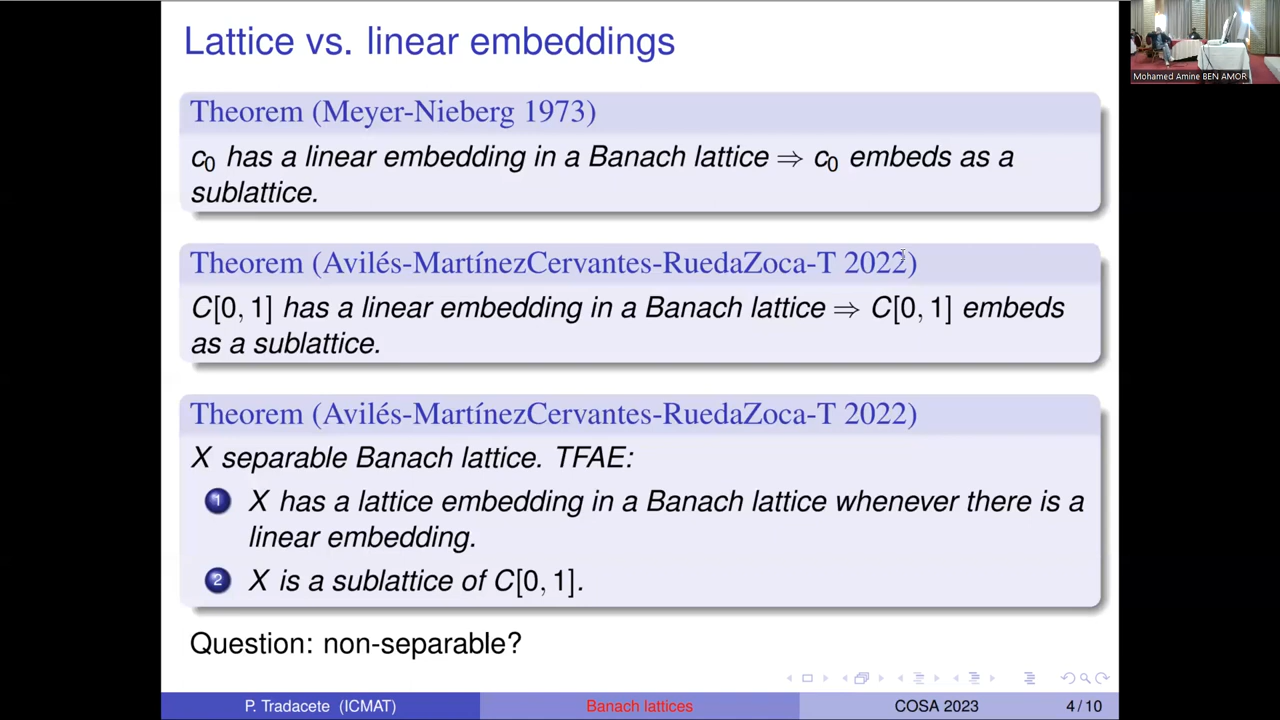 Lattice vs. linear embeddings
Mohamed Amine BEN AMOR
Theorem (Meyer-Nieberg 1973)
c₀ has a linear embedding in a Banach lattice ⇒ c₀ embeds as a
sublattice.
Theorem (Avilés-MartínezCervantes-RuedaZoca-T 2022)
C[0, 1] has a linear embedding in a Banach lattice ⇒ C[0, 1] embeds
as a sublattice.
Theorem (Avilés-MartínezCervantes-RuedaZoca-T 2022)
X separable Banach lattice. TFAE:
1 X has a lattice embedding in a Banach lattice whenever there is a
linear embedding.
2 X is a sublattice of C[0, 1].
Question: non-separable?
P. Tradacete (ICMAT) Banach lattices COSA 2023 4 / 10